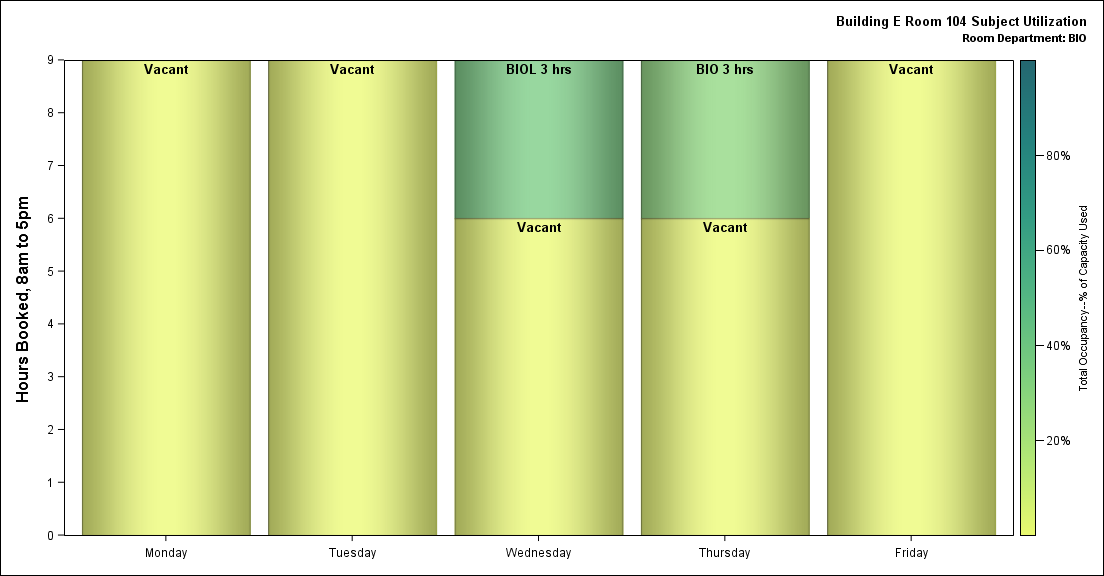 Building E Room 104 Subject Utilization
Room Department: BIO
Hours Booked, 8am to 5pm
9
8
7
6
5
4
3
2
1
0
Vacant
Vacant
BIOL 3 hrs
BIO 3 hrs
Vacant
Vacant
Vacant
Monday
Tuesday
Wednesday
Thursday
Friday
80%
60%
40%
20%
Total Occupancy--% of Capacity Used